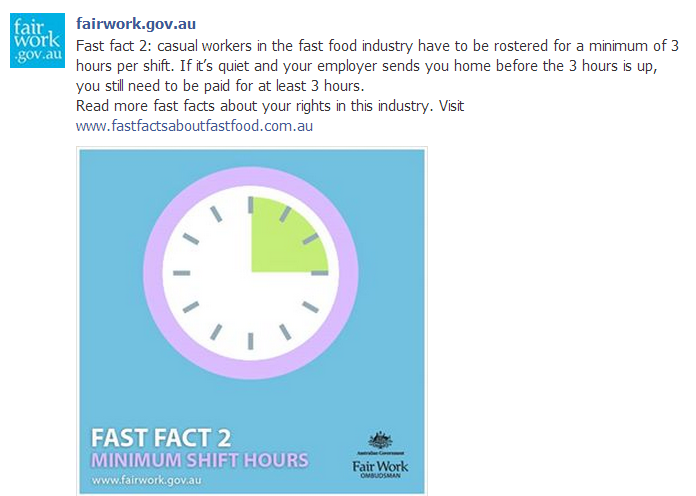 fair
work
.gov.au
fairwork.gov.au
Fast fact 2: casual workers in the fast food industry have to be rostered for a minimum of 3
hours per shift. If it’s quiet and your employer sends you home before the 3 hours is up,
you still need to be paid for at least 3 hours.
Read more fast facts about your rights in this industry. Visit
www.fastfactsaboutfastfood.com.au
FAST FACT 2
MINIMUM SHIFT HOURS
www.fairwork.gov.au
Australian Government
Fair Work
OMBUDSMAN